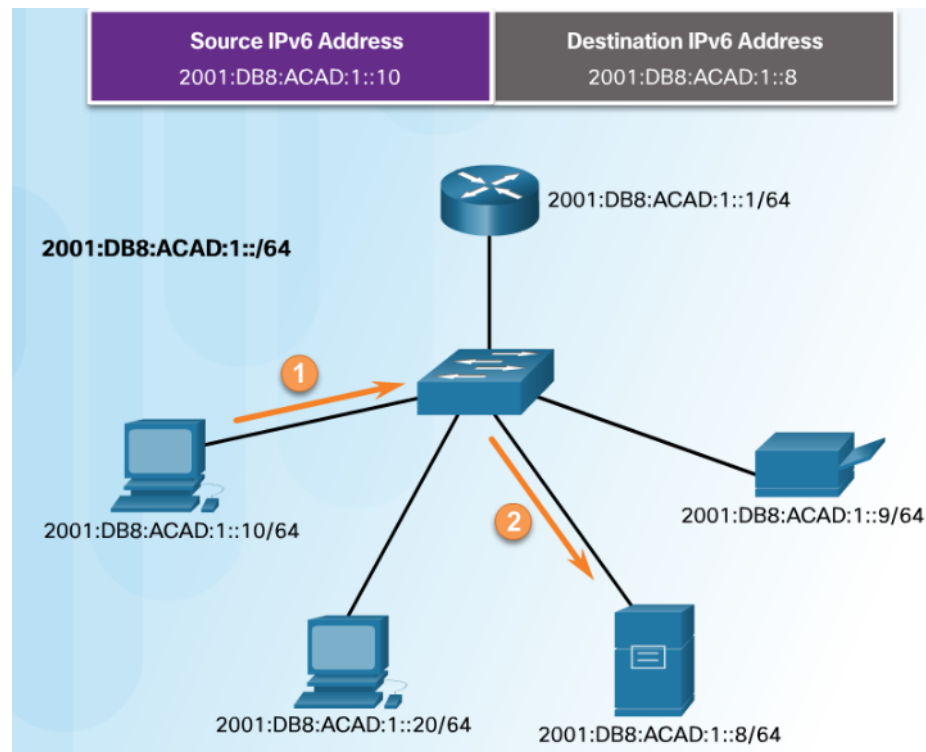 Source IPv6 Address
2001:DB8:ACAD:1::10
Destination IPv6 Address
2001:DB8:ACAD:1::8
2001:DB8:ACAD:1::1/64
2001:DB8:ACAD:1::/64
1
2001:DB8:ACAD:1::10/64
2
2001:DB8:ACAD:1::9/64
2001:DB8:ACAD:1::20/64
2001:DB8:ACAD:1::8/64